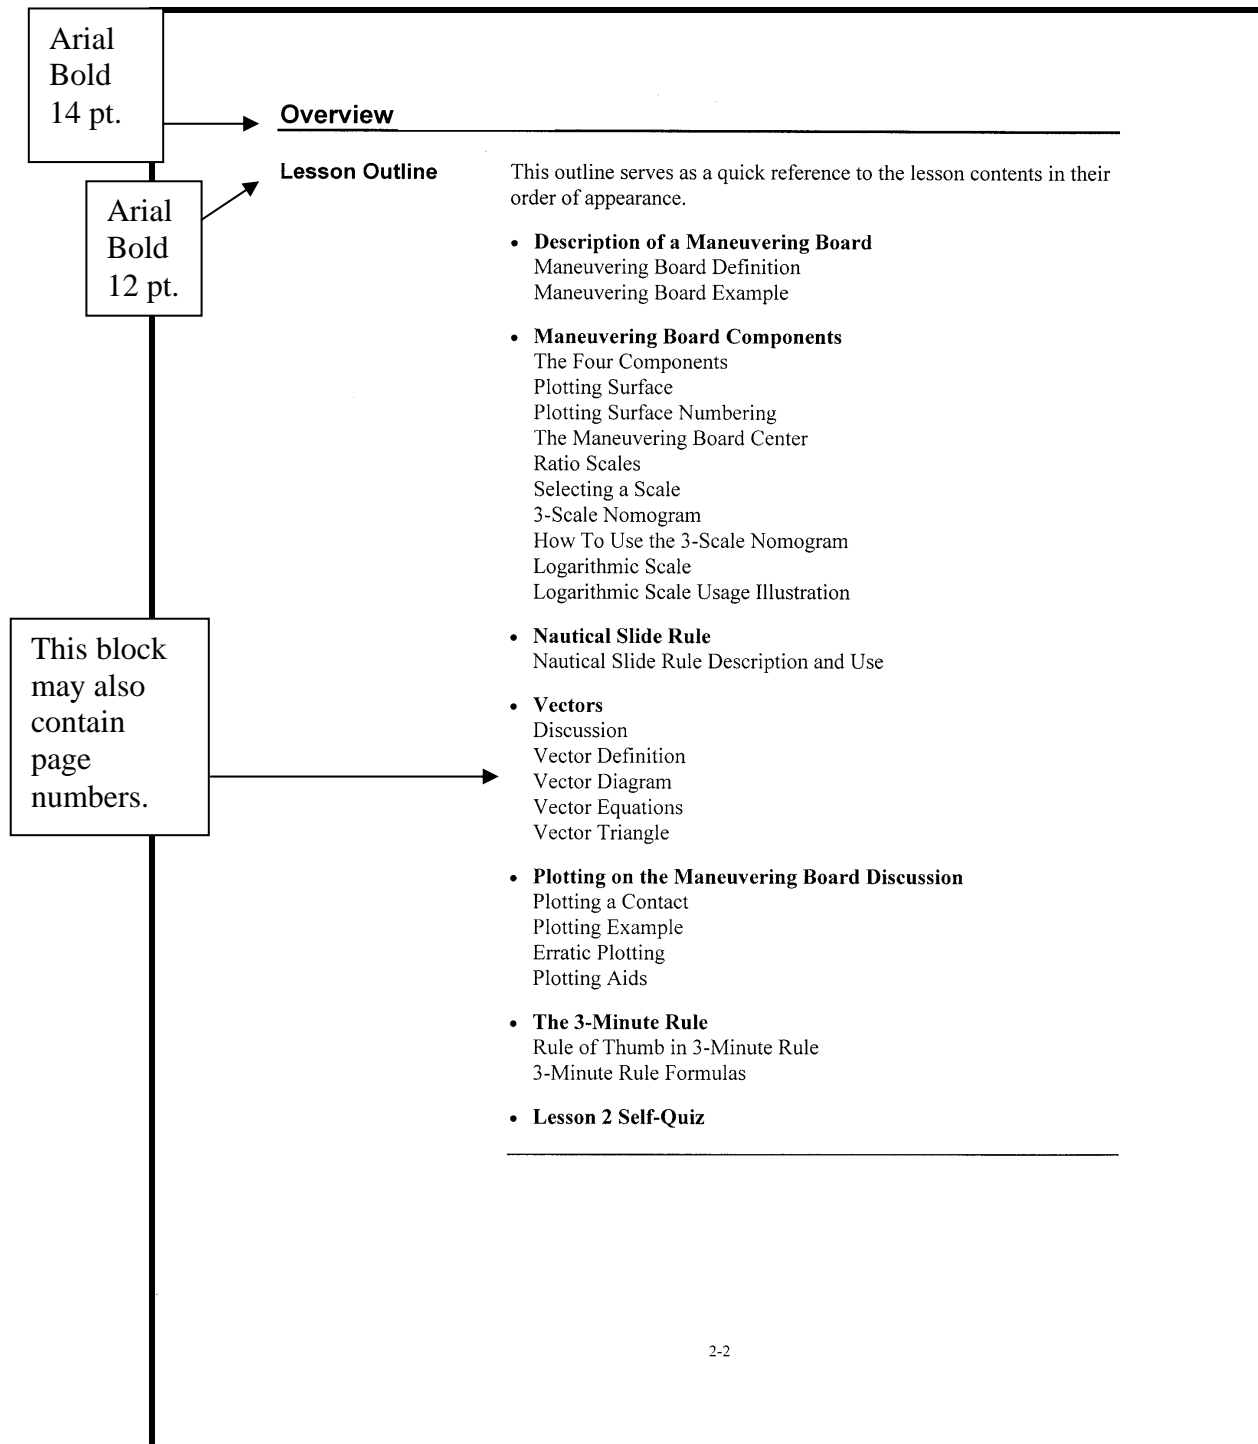 Arial
Bold
14 pt.
Overview
Lesson Outline
This outline serves as a quick reference to the lesson contents in their
order of appearance.
Arial
Bold
12 pt.
• Description of a Maneuvering Board
Maneuvering Board Definition
Maneuvering Board Example
• Maneuvering Board Components
The Four Components
Plotting Surface
Plotting Surface Numbering
The Maneuvering Board Center
Ratio Scales
Selecting a Scale
3-Scale Nomogram
How To Use the 3-Scale Nomogram
Logarithmic Scale
Logarithmic Scale Usage Illustration
• Nautical Slide Rule
Nautical Slide Rule Description and Use
This block
may also
contain
page
numbers.
• Vectors
Discussion
Vector Definition
Vector Diagram
Vector Equations
Vector Triangle
• Plotting on the Maneuvering Board Discussion
Plotting a Contact
Plotting Example
Erratic Plotting
Plotting Aids
• The 3-Minute Rule
Rule of Thumb in 3-Minute Rule
3-Minute Rule Formulas
• Lesson 2 Self-Quiz
2-2